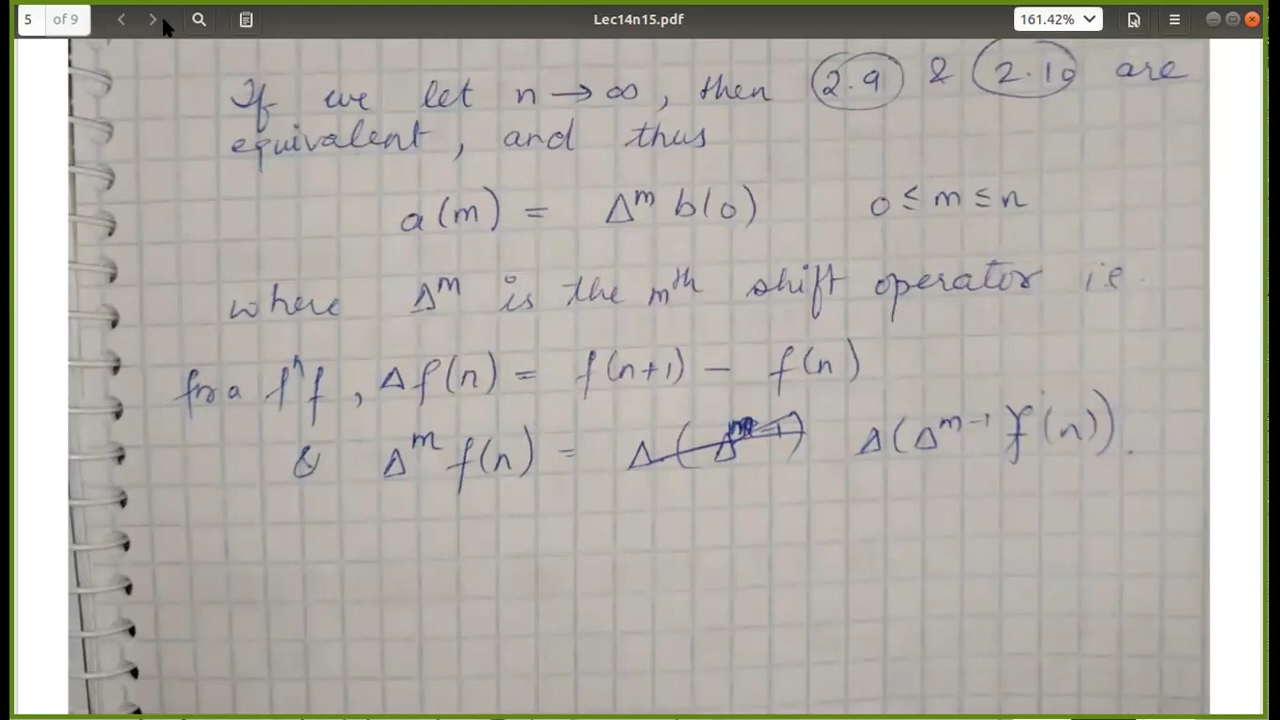 5 of 9
Lec14n15.pdf
161.42%
If we let n → ∞, then (2.9) & (2.10) are
equivalent, and thus
a(m) = Δ^m b(0) 0 ≤ m ≤ n
where Δ^m is the m^th shift operator i.e.
for a f^n f, Δf(n) = f(n+1) − f(n)
& Δ^m f(n) = Δ(Δ^m-1) Δ(Δ^m-1 f(n)).